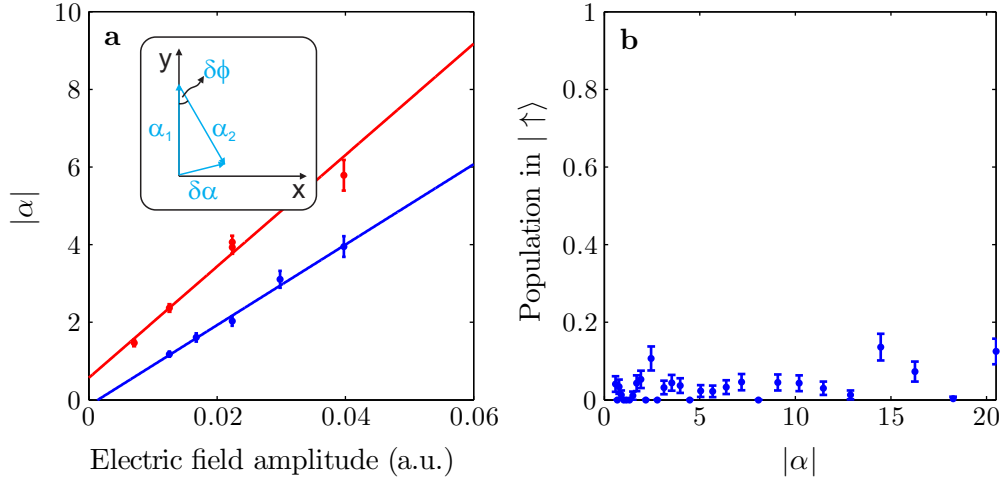 a
10
8
6
4
2
0
|α|
0
0.02
0.04
0.06
Electric field amplitude (a.u.)
y
δϕ
α₁
α₂
δα
x
b
1
0.8
0.6
0.4
0.2
0
Population in |↑⟩
0
5
10
15
20
|α|